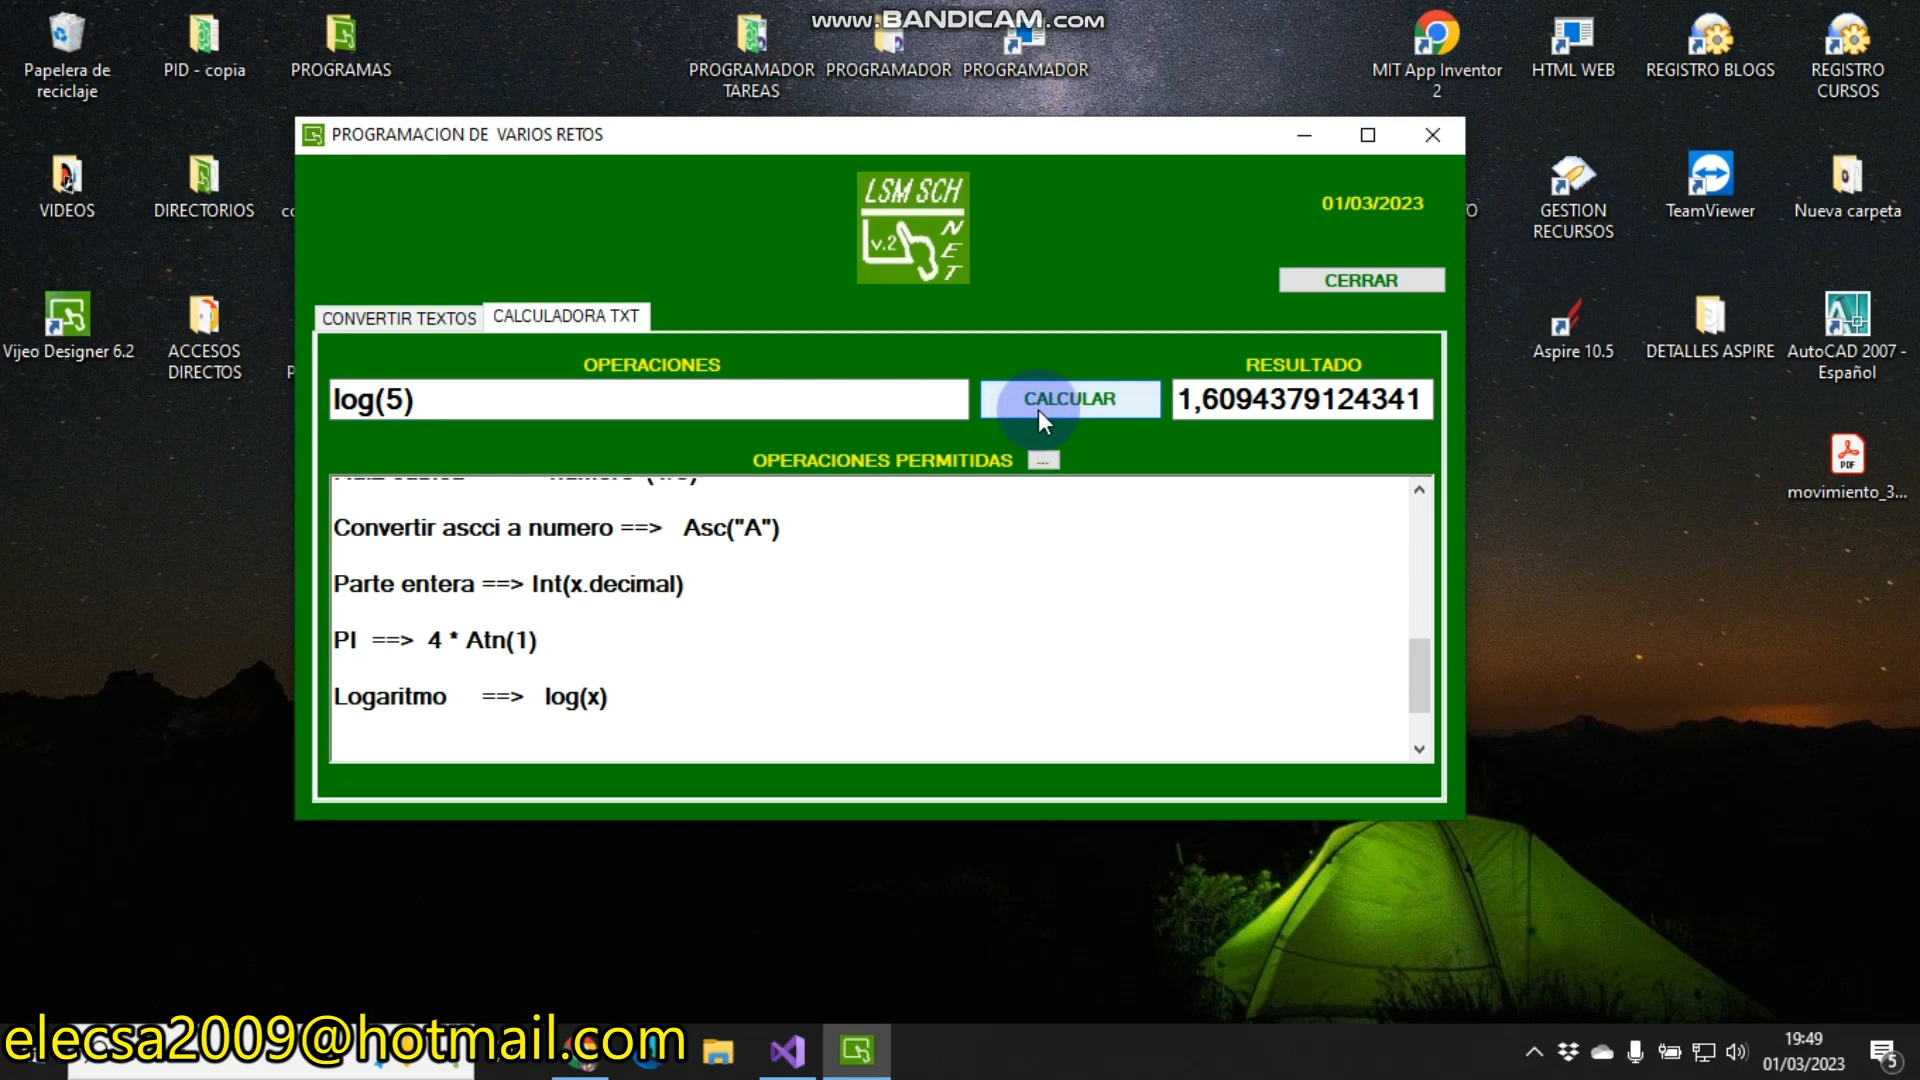 www.BANDICAM.com
Papelera de
reciclaje
PID - copia
PROGRAMAS
PROGRAMADOR
TAREAS
PROGRAMADOR
PROGRAMADOR
MIT App Inventor
2
HTML WEB
REGISTRO BLOGS
REGISTRO
CURSOS
PROGRAMACION DE VARIOS RETOS
VIDEOS
DIRECTORIOS
GESTION
RECURSOS
TeamViewer
Nueva carpeta
LSM SCH
v.2
NET
01/03/2023
CERRAR
CONVERTIR TEXTOS
CALCULADORA TXT
Vijeo Designer 6.2
ACCESOS
DIRECTOS
Aspire 10.5
DETALLES ASPIRE
AutoCAD 2007 -
Español
OPERACIONES
RESULTADO
log(5)
CALCULAR
1,6094379124341
OPERACIONES PERMITIDAS
...
Convertir ascci a numero ==> Asc("A")
Parte entera ==> Int(x.decimal)
PI ==> 4 * Atn(1)
Logaritmo ==> log(x)
PDF
movimiento_3...
elecsa2009@hotmail.com
19:49
01/03/2023
5